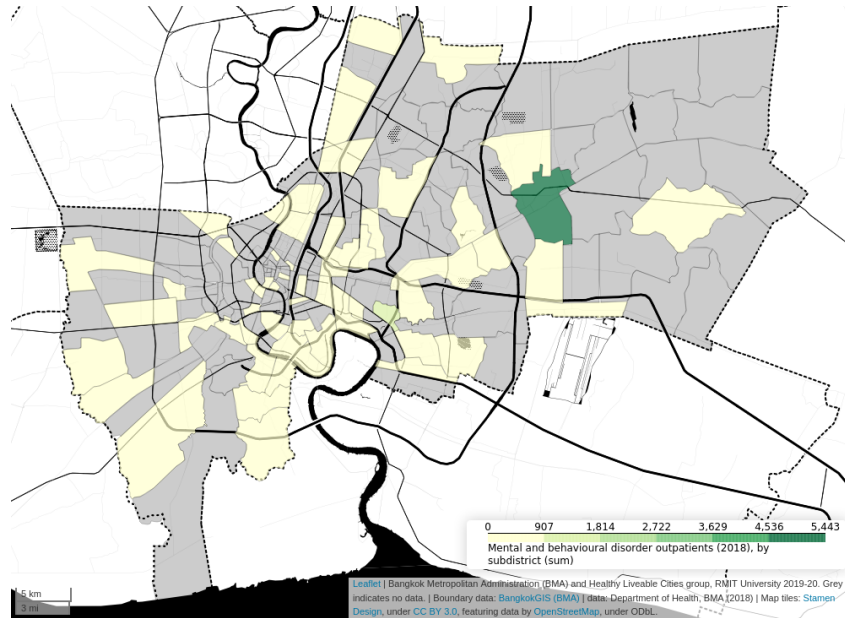 0 907 1,814 2,722 3,629 4,536 5,443
Mental and behavioural disorder outpatients (2018), by
subdistrict (sum)
5 km
3 mi
Leaflet | Bangkok Metropolitan Administration (BMA) and Healthy Liveable Cities group, RMIT University 2019-20. Grey
indicates no data. | Boundary data: BangkokGIS (BMA) | data: Department of Health, BMA (2018) | Map tiles: Stamen
Design, under CC BY 3.0, featuring data by OpenStreetMap, under ODbL.